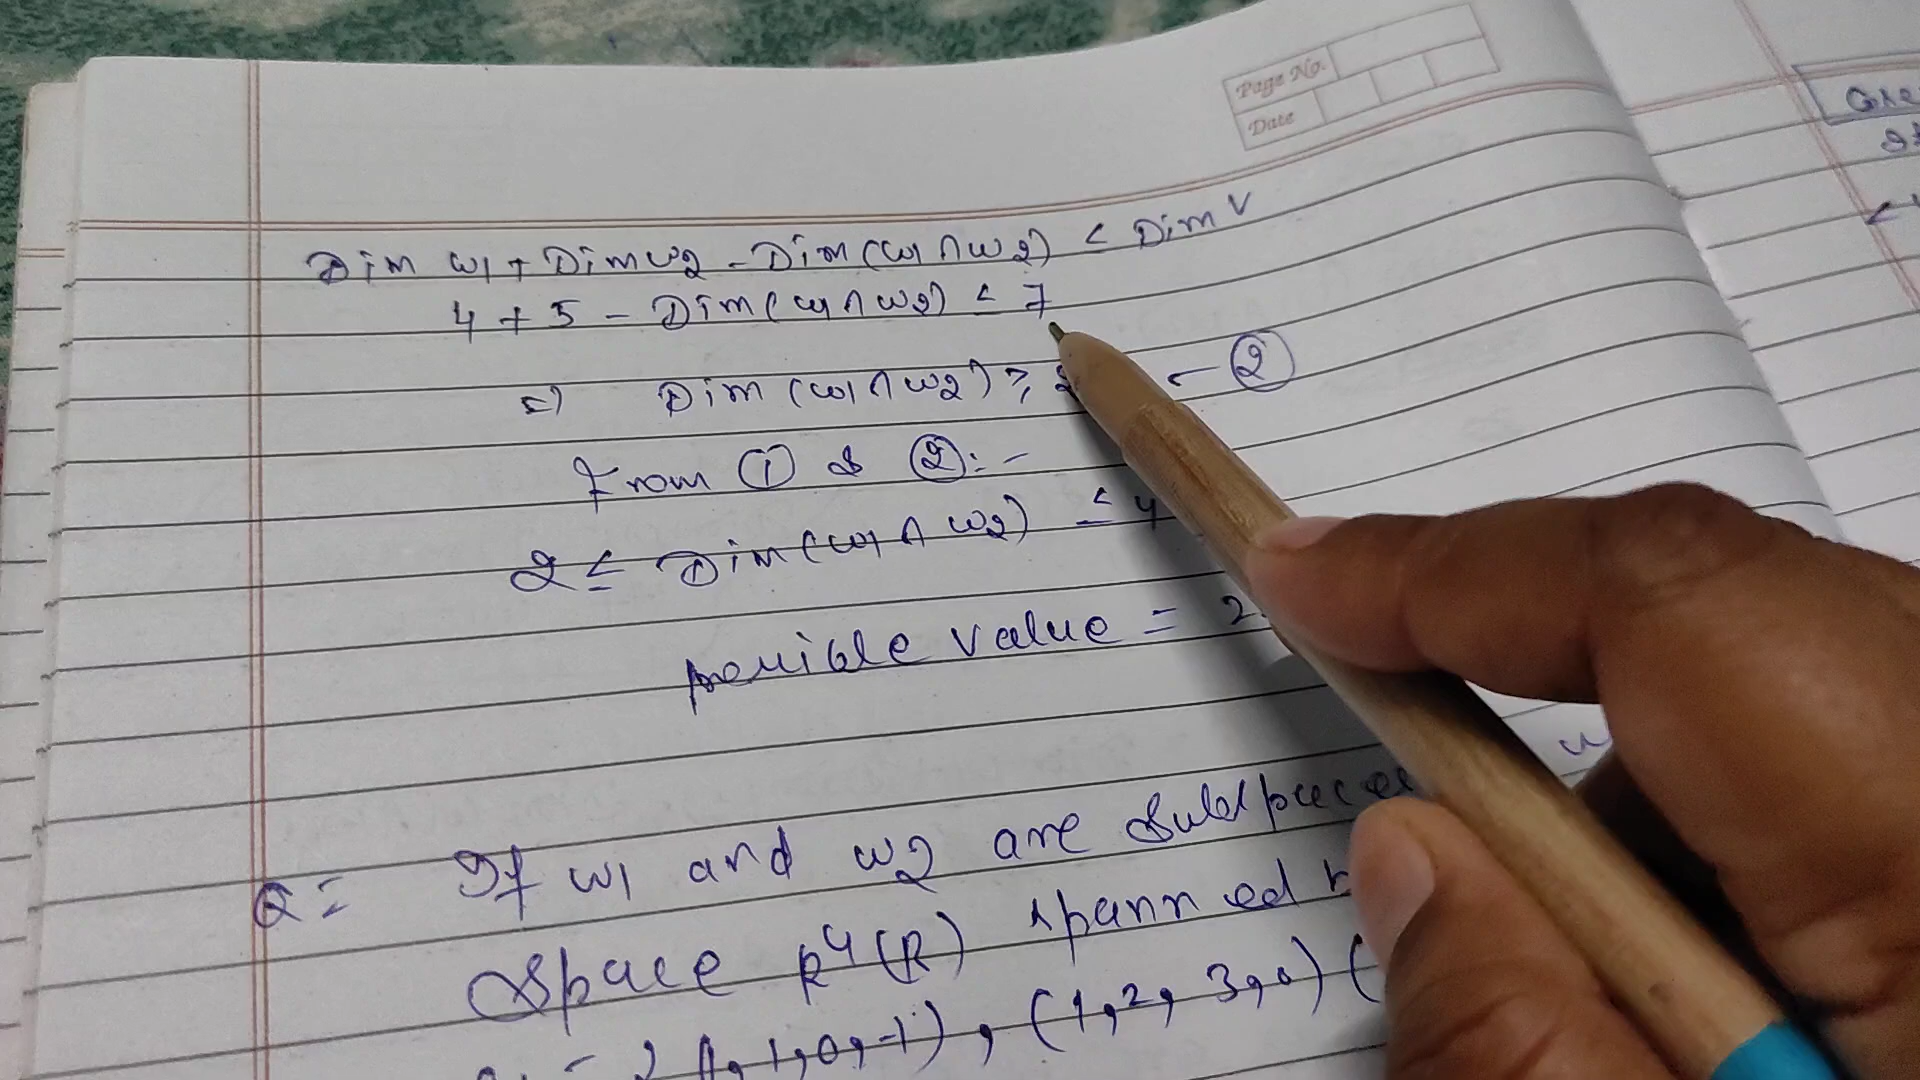 Page No.
Date
Dim W1 + Dim W2 - Dim (W1 ∩ W2) < Dim V
4 + 5 - Dim (W1 ∩ W2) ≤ 7
=> Dim (W1 ∩ W2) ≥ 2 - ②
From ① & ② :-
2 ≤ Dim (W1 ∩ W2) ≤ 4
possible value = 2
Q = If W1 and W2 are subspaces
space R⁴(R) spanned
(1, 2, 3, 0) (